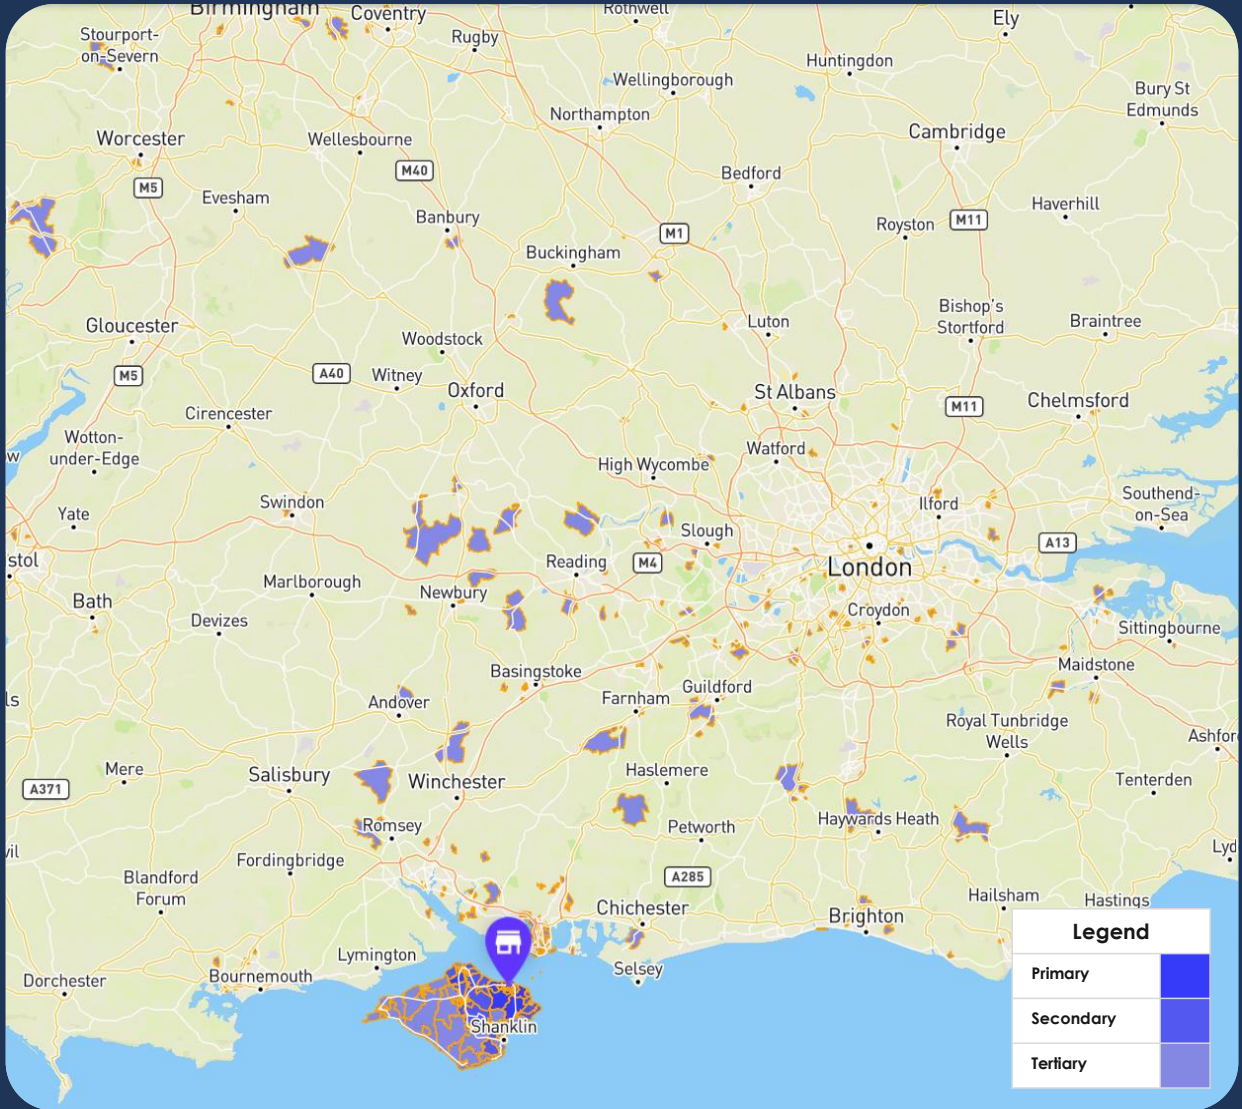 Birmingham
Coventry
Rothwell
Ely
Stourport-
on-Severn
Rugby
Huntingdon
Wellingborough
Bury St
Edmunds
Northampton
Worcester
Wellesbourne
Cambridge
M40
Bedford
M5
Evesham
Banbury
Haverhill
M11
Royston
M1
Buckingham
Bishop's
Stortford
Gloucester
Luton
Braintree
Woodstock
M5
A40
Witney
Oxford
St Albans
M11
Chelmsford
Cirencester
Wotton-
under-Edge
w
Watford
High Wycombe
Swindon
Ilford
Southend-
on-Sea
Yate
Slough
A13
stol
Reading
M4
London
Marlborough
Newbury
Bath
Croydon
Devizes
Sittingbourne
Maidstone
Basingstoke
ls
Andover
Farnham
Guildford
Royal Tunbridge
Wells
Ashfor
Mere
Salisbury
Winchester
Haslemere
Tenterden
A371
Romsey
Petworth
Haywards Heath
vil
Fordingbridge
Lyd
Blandford
Forum
A285
Hailsham
Hastings
Chichester
Brighton
Lymington
Selsey
Dorchester
Bournemouth
Shanklin
Legend
Primary
Secondary
Tertiary